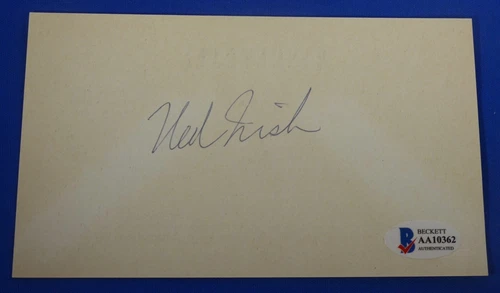 Ned Irish
BECKETT
AA10362
AUTHENTICATED